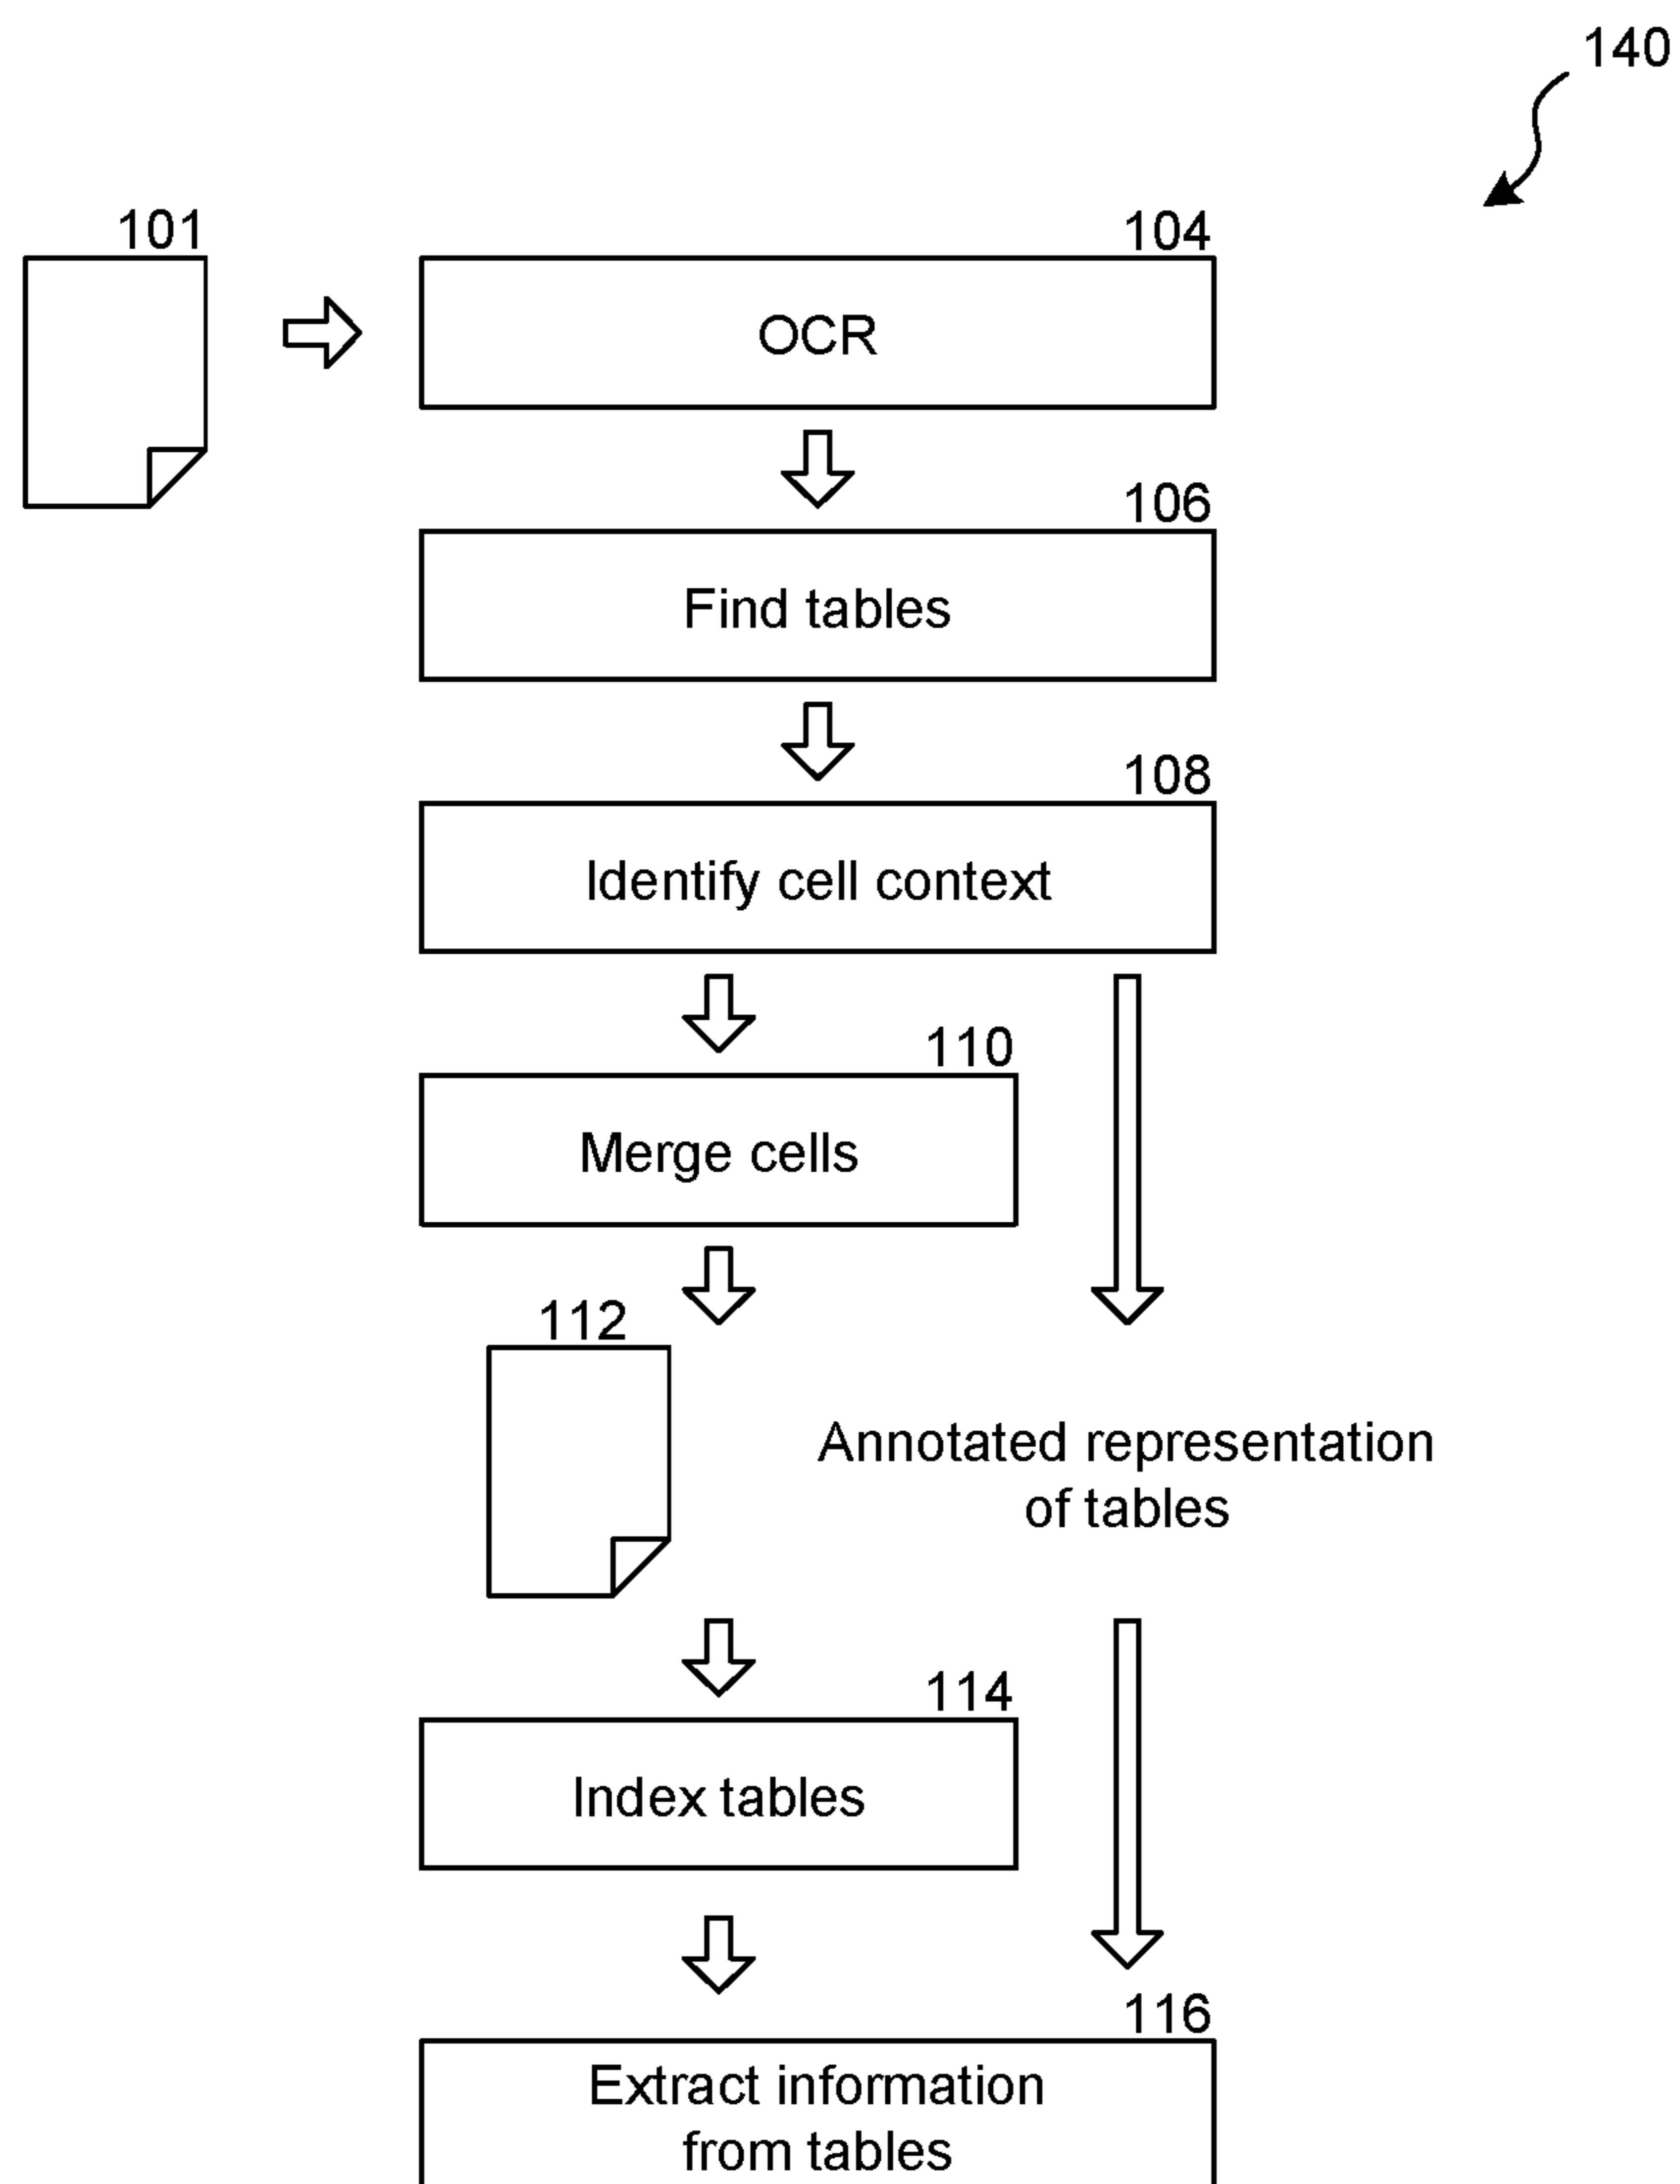 140
101
104
OCR
106
Find tables
108
Identify cell context
110
Merge cells
112
Annotated representation
of tables
114
Index tables
116
Extract information
from tables